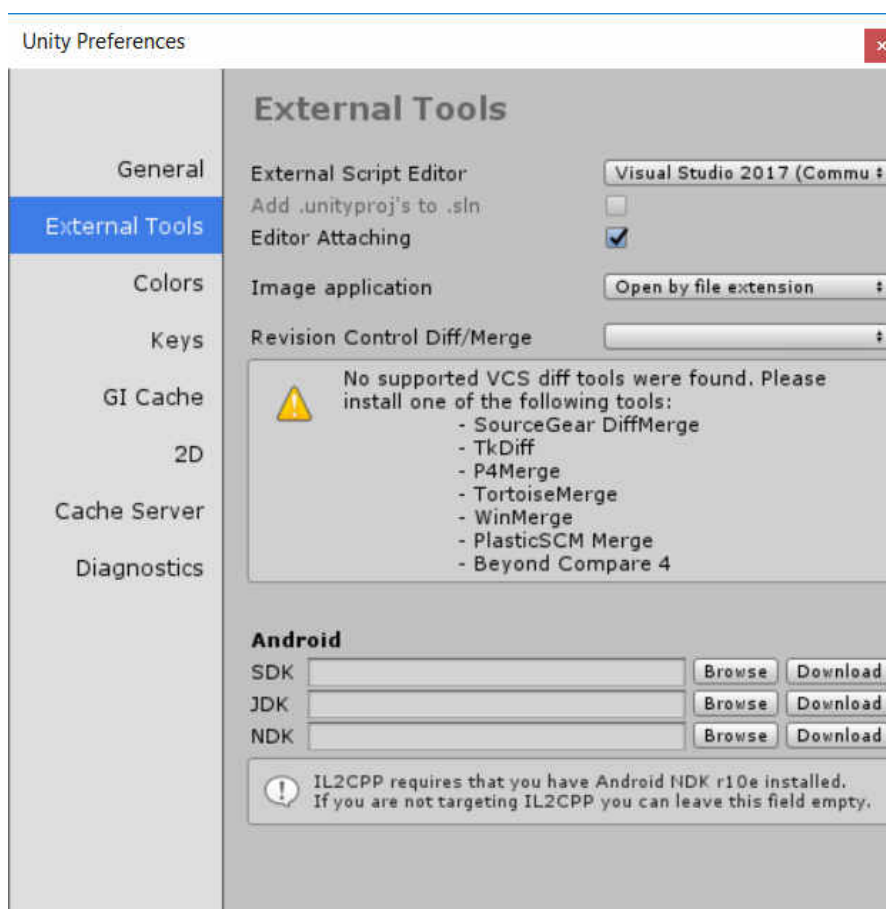 Unity Preferences
External Tools
General
External Tools
Colors
Keys
GI Cache
2D
Cache Server
Diagnostics
External Script Editor
Visual Studio 2017 (Commu
Add .unityproj's to .sln
Editor Attaching
Image application
Open by file extension
Revision Control Diff/Merge
No supported VCS diff tools were found. Please
install one of the following tools:
- SourceGear DiffMerge
- TkDiff
- P4Merge
- TortoiseMerge
- WinMerge
- PlasticSCM Merge
- Beyond Compare 4
Android
SDK Browse Download
JDK Browse Download
NDK Browse Download
IL2CPP requires that you have Android NDK r10e installed.
If you are not targeting IL2CPP you can leave this field empty.